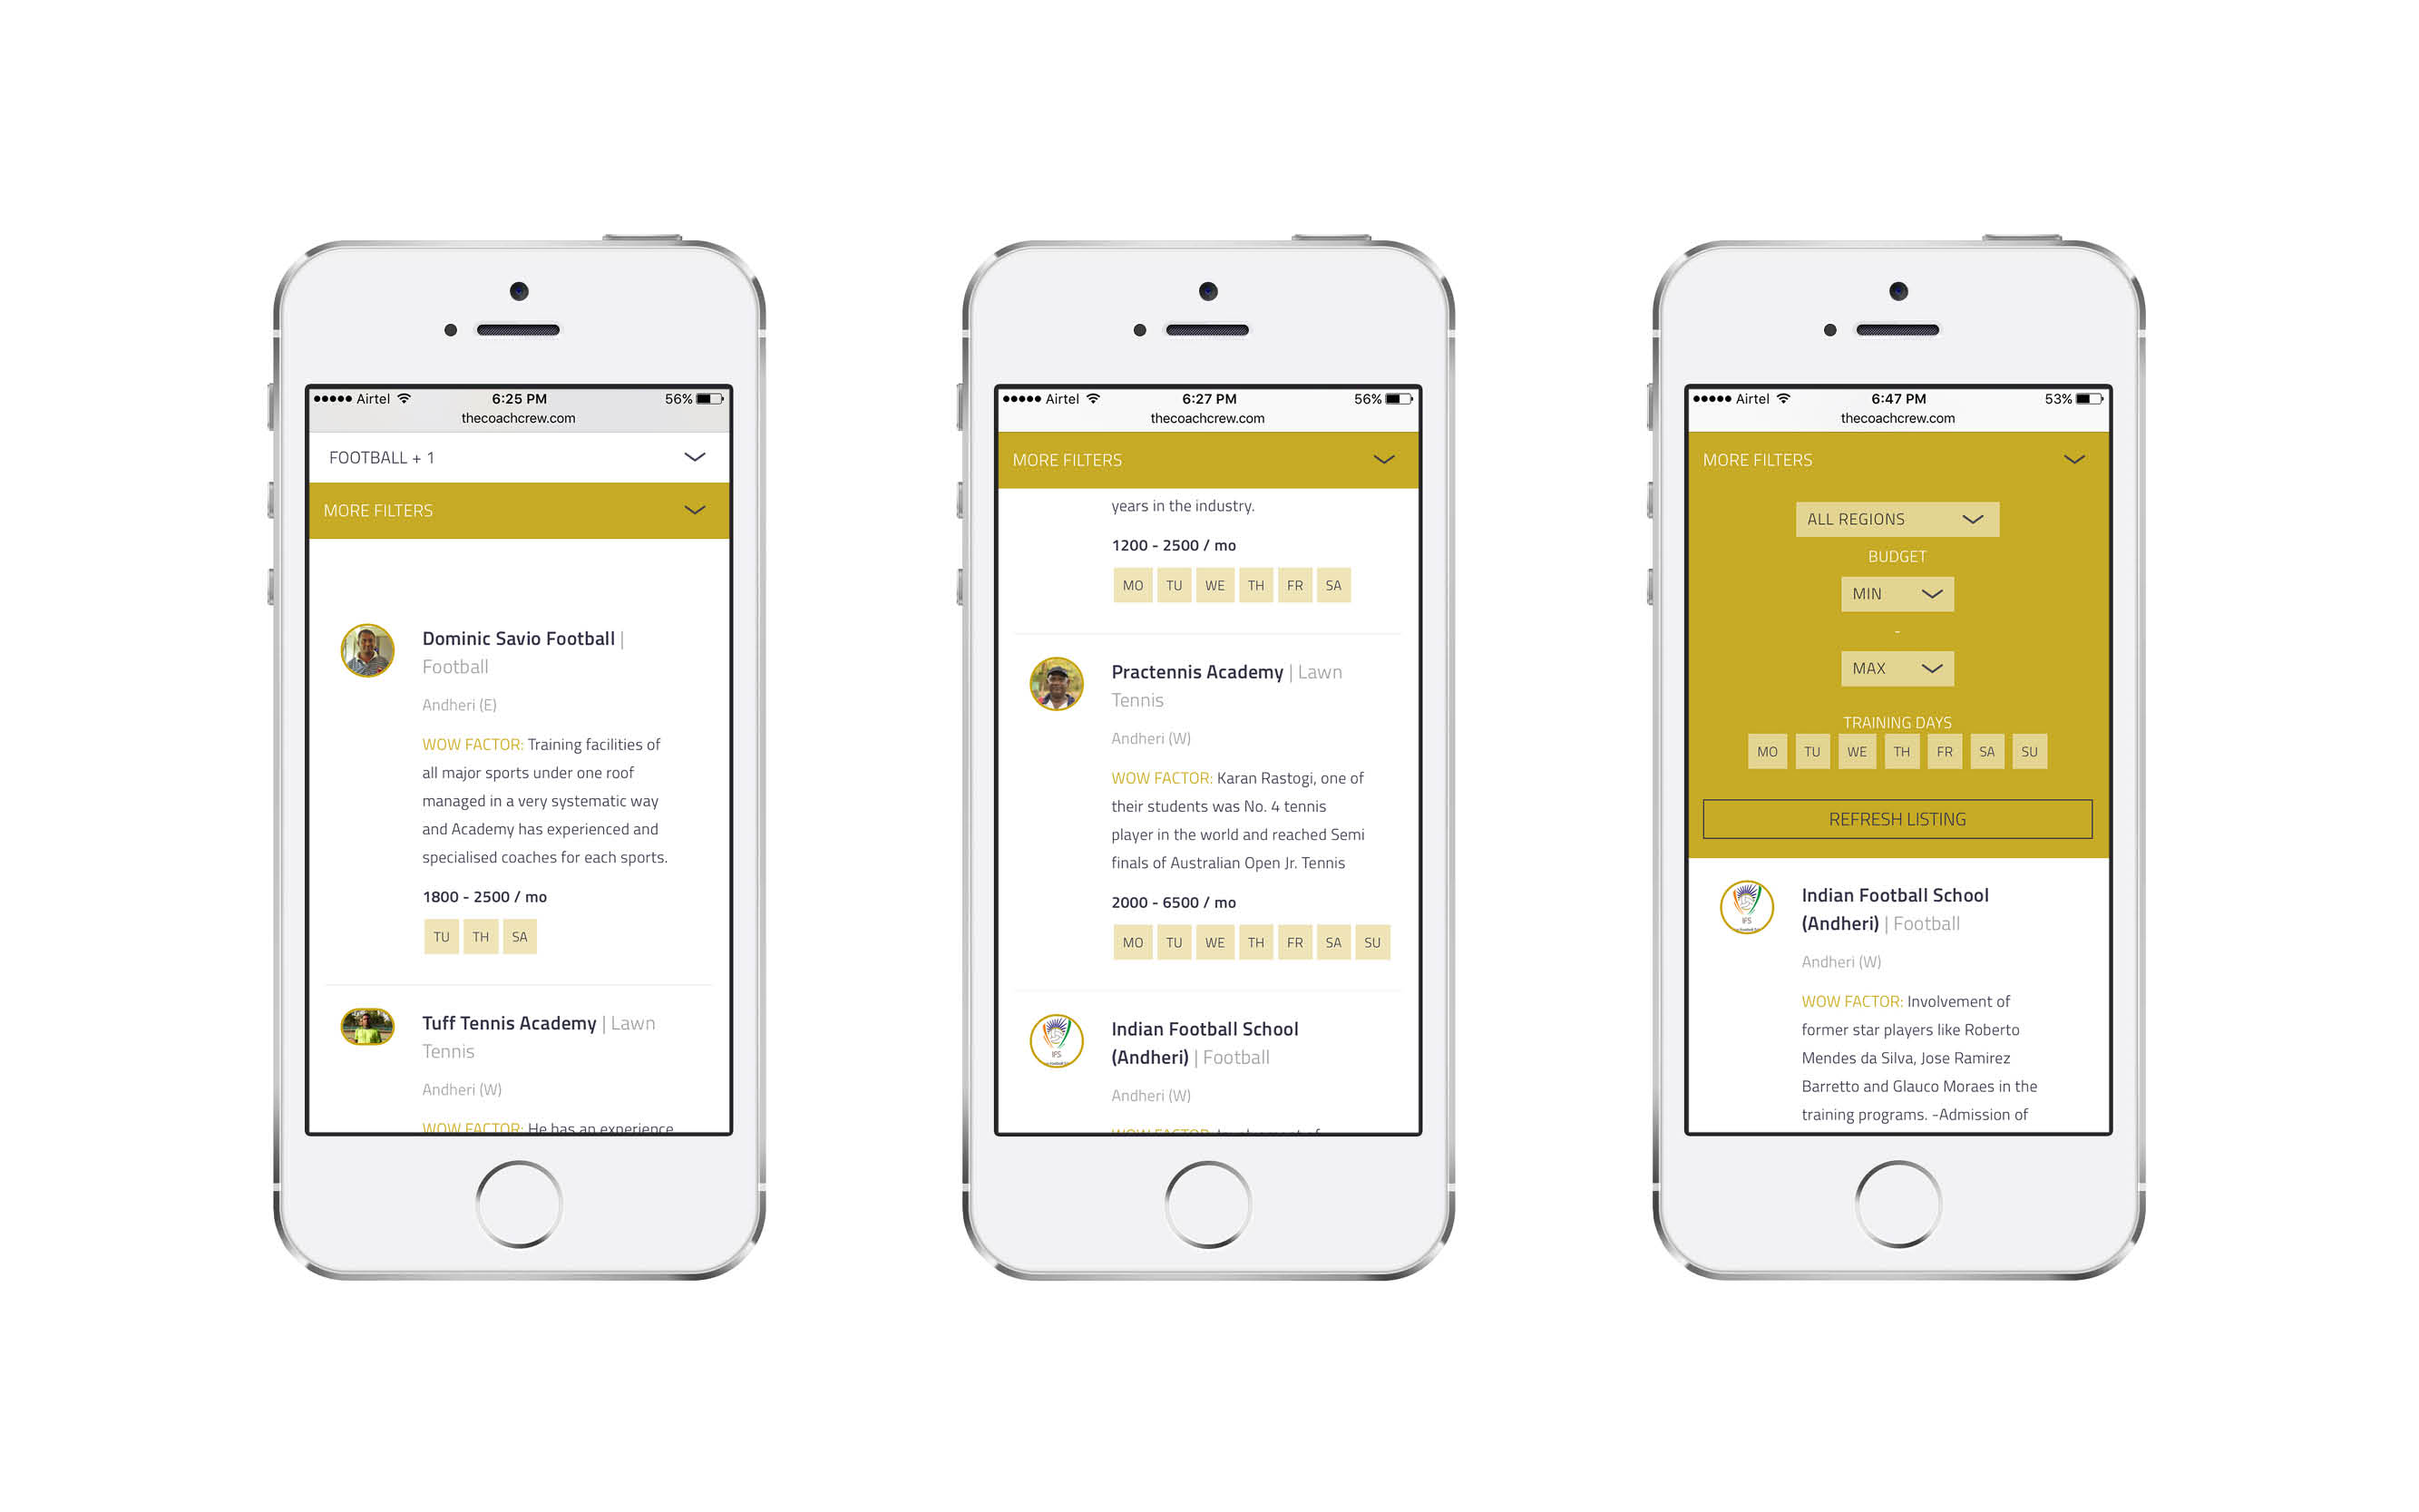 Airtel 6:25 PM 56%
thecoachcrew.com
FOOTBALL + 1
MORE FILTERS
Dominic Savio Football |
Football
Andheri (E)
WOW FACTOR: Training facilities of
all major sports under one roof
managed in a very systematic way
and Academy has experienced and
specialised coaches for each sports.
1800 - 2500 / mo
TU TH SA
Tuff Tennis Academy | Lawn
Tennis
Andheri (W)
WOW FACTOR: He has an experience
Airtel 6:27 PM 56%
thecoachcrew.com
MORE FILTERS
years in the industry.
1200 - 2500 / mo
MO TU WE TH FR SA
Practennis Academy | Lawn
Tennis
Andheri (W)
WOW FACTOR: Karan Rastogi, one of
their students was No. 4 tennis
player in the world and reached Semi
finals of Australian Open Jr. Tennis
2000 - 6500 / mo
MO TU WE TH FR SA SU
IFS
Indian Football School
(Andheri) | Football
Andheri (W)
WOW FACTOR: Involvement of
Airtel 6:47 PM 53%
thecoachcrew.com
MORE FILTERS
ALL REGIONS
BUDGET
MIN
-
MAX
TRAINING DAYS
MO TU WE TH FR SA SU
REFRESH LISTING
IFS
Indian Football School
(Andheri) | Football
Andheri (W)
WOW FACTOR: Involvement of
former star players like Roberto
Mendes da Silva, Jose Ramirez
Barretto and Glauco Moraes in the
training programs. -Admission of